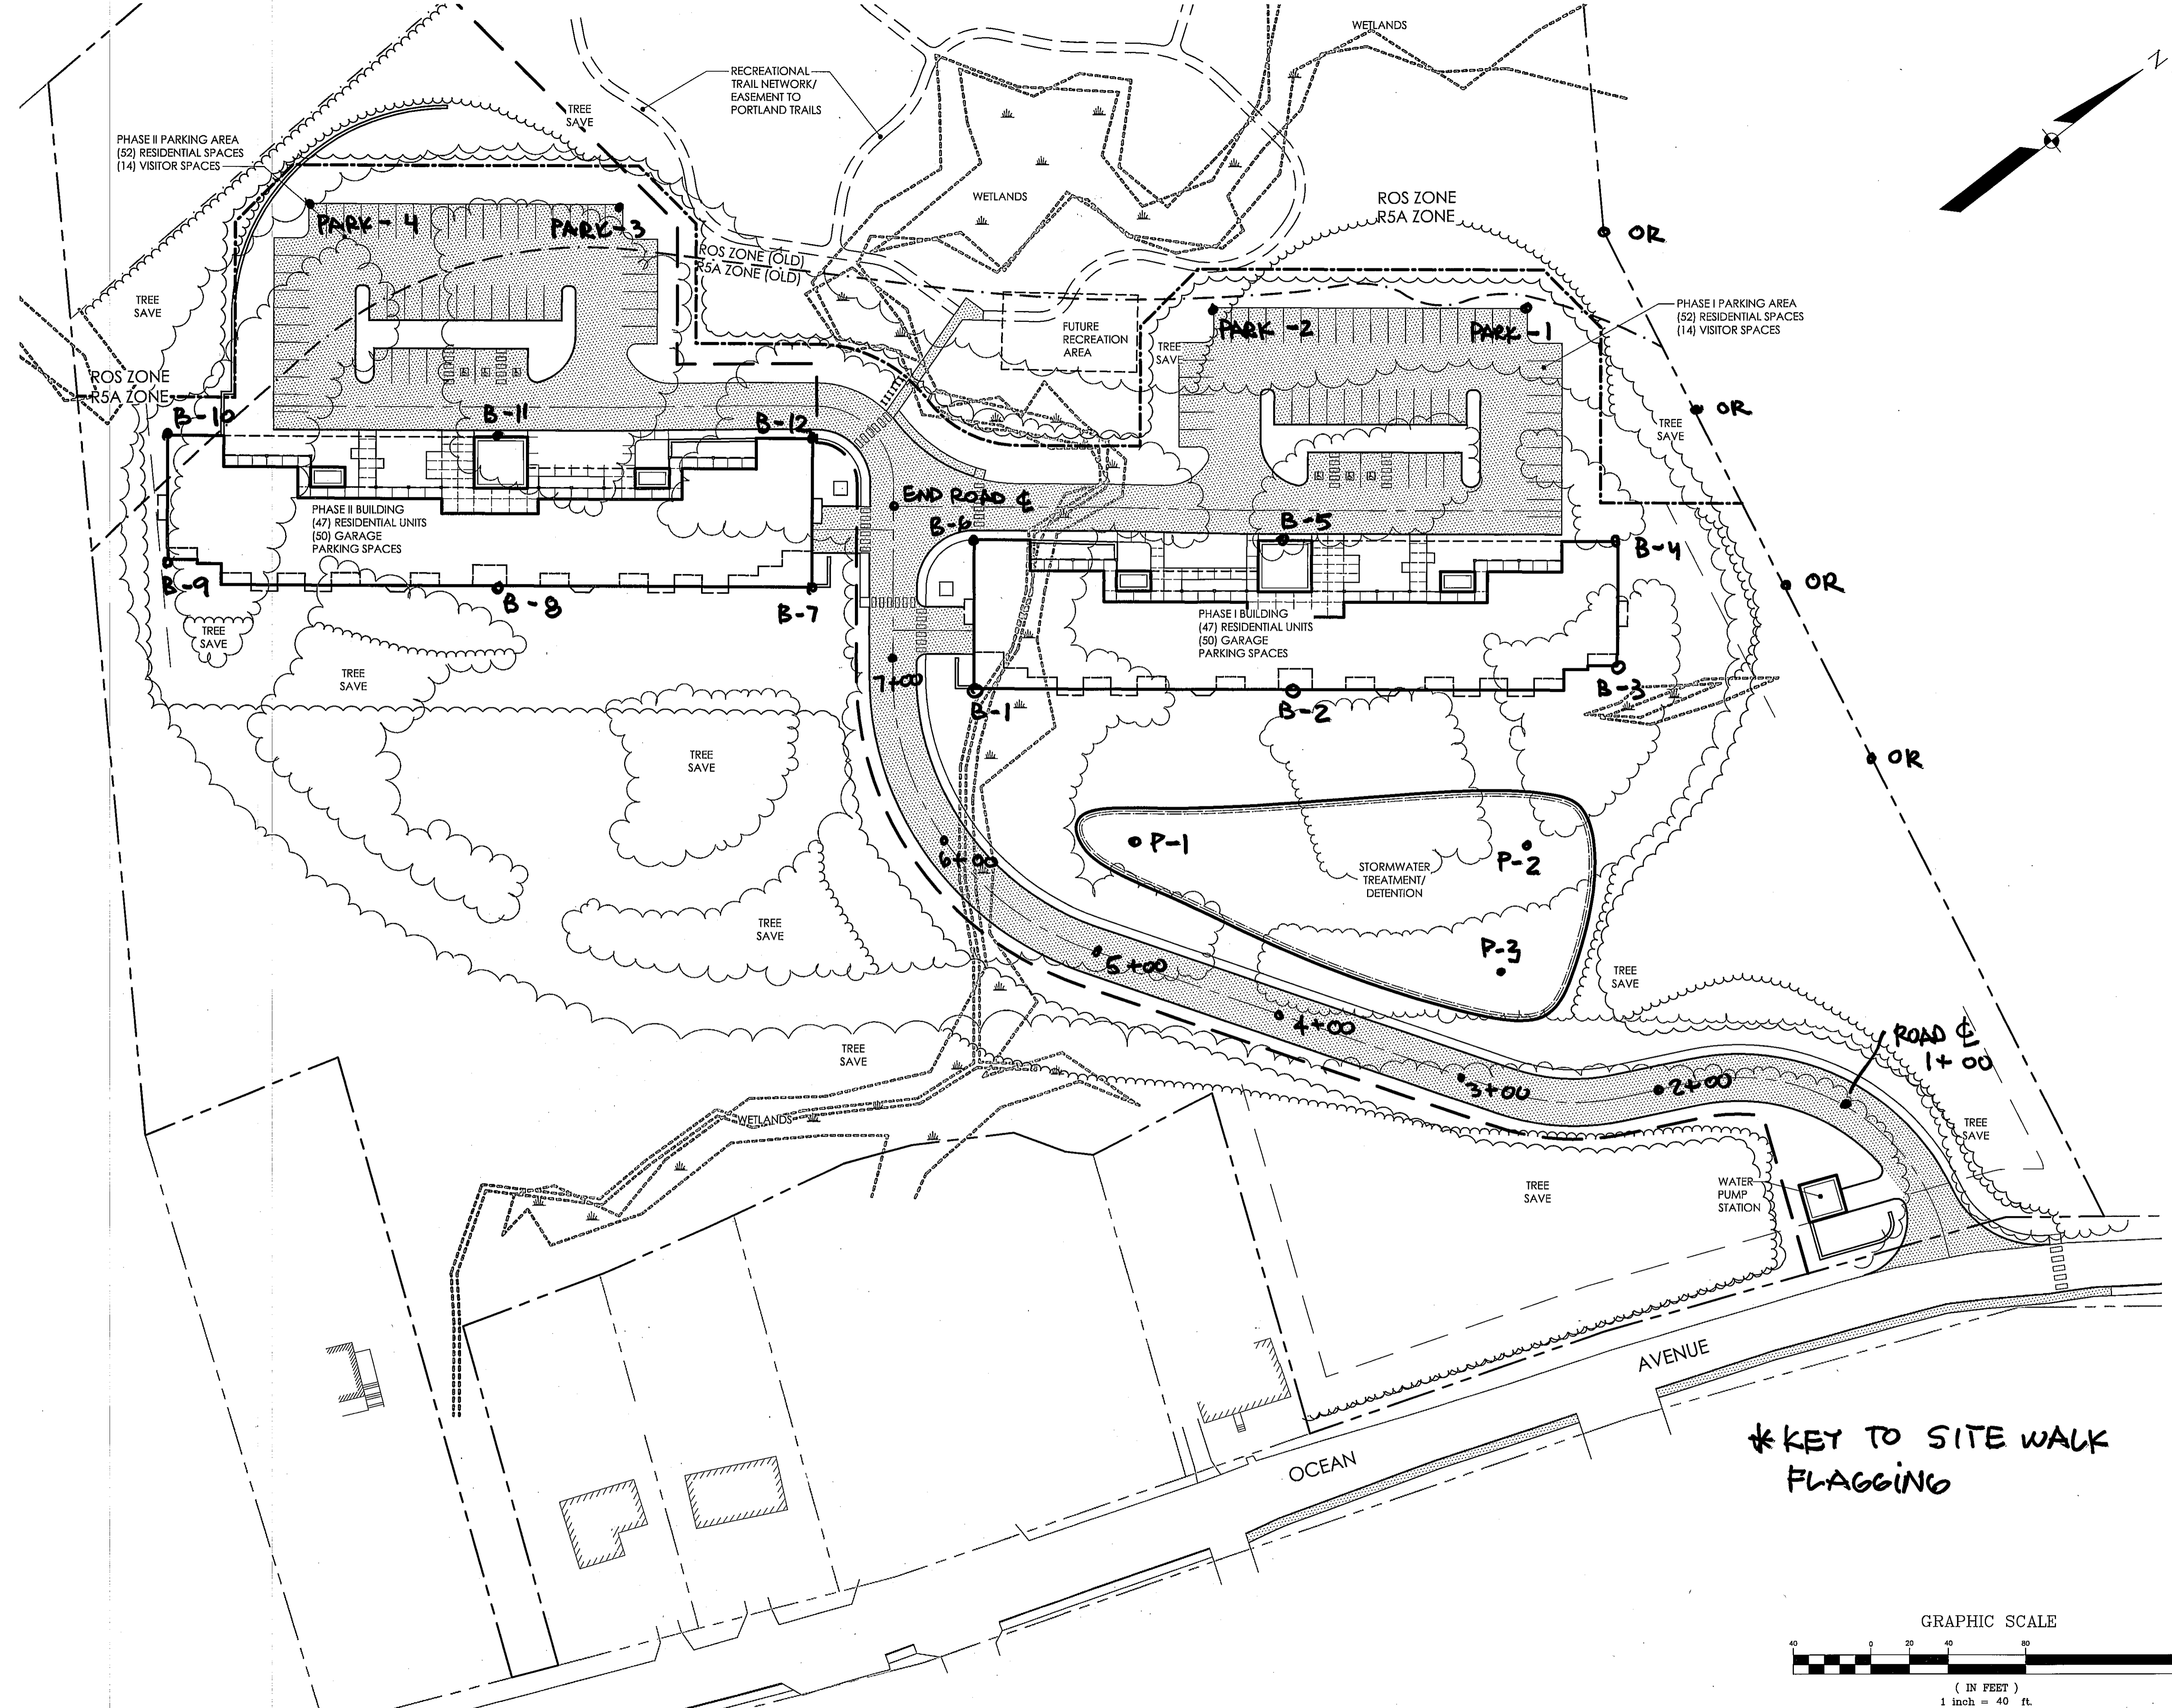 WETLANDS
N
RECREATIONAL
TRAIL NETWORK/
EASEMENT TO
PORTLAND TRAILS
TREE
SAVE
PHASE II PARKING AREA
(52) RESIDENTIAL SPACES
(14) VISITOR SPACES
WETLANDS
ROS ZONE
R5A ZONE
PARK-4
PARK-3
OR
ROS ZONE (OLD)
R5A ZONE (OLD)
TREE
SAVE
FUTURE
RECREATION
AREA
TREE
SAVE
PARK-2
PARK-1
PHASE I PARKING AREA
(52) RESIDENTIAL SPACES
(14) VISITOR SPACES
ROS ZONE
R5A ZONE
B-10
B-11
B-12
OR
TREE
SAVE
END ROAD ℄
B-6
B-5
B-4
PHASE II BUILDING
(47) RESIDENTIAL UNITS
(50) GARAGE
PARKING SPACES
B-9
B-8
B-7
OR
PHASE I BUILDING
(47) RESIDENTIAL UNITS
(50) GARAGE
PARKING SPACES
TREE
SAVE
TREE
SAVE
7+00
B-1
B-2
B-3
TREE
SAVE
OR
6+00
P-1
P-2
STORMWATER
TREATMENT/
DETENTION
TREE
SAVE
5+00
P-3
TREE
SAVE
4+00
TREE
SAVE
ROAD ℄
1+00
3+00
2+00
WETLANDS
TREE
SAVE
TREE
SAVE
WATER
PUMP
STATION
OCEAN AVENUE
*KEY TO SITE WALK
FLAGGING
GRAPHIC SCALE
40 0 20 40 80
( IN FEET )
1 inch = 40 ft.